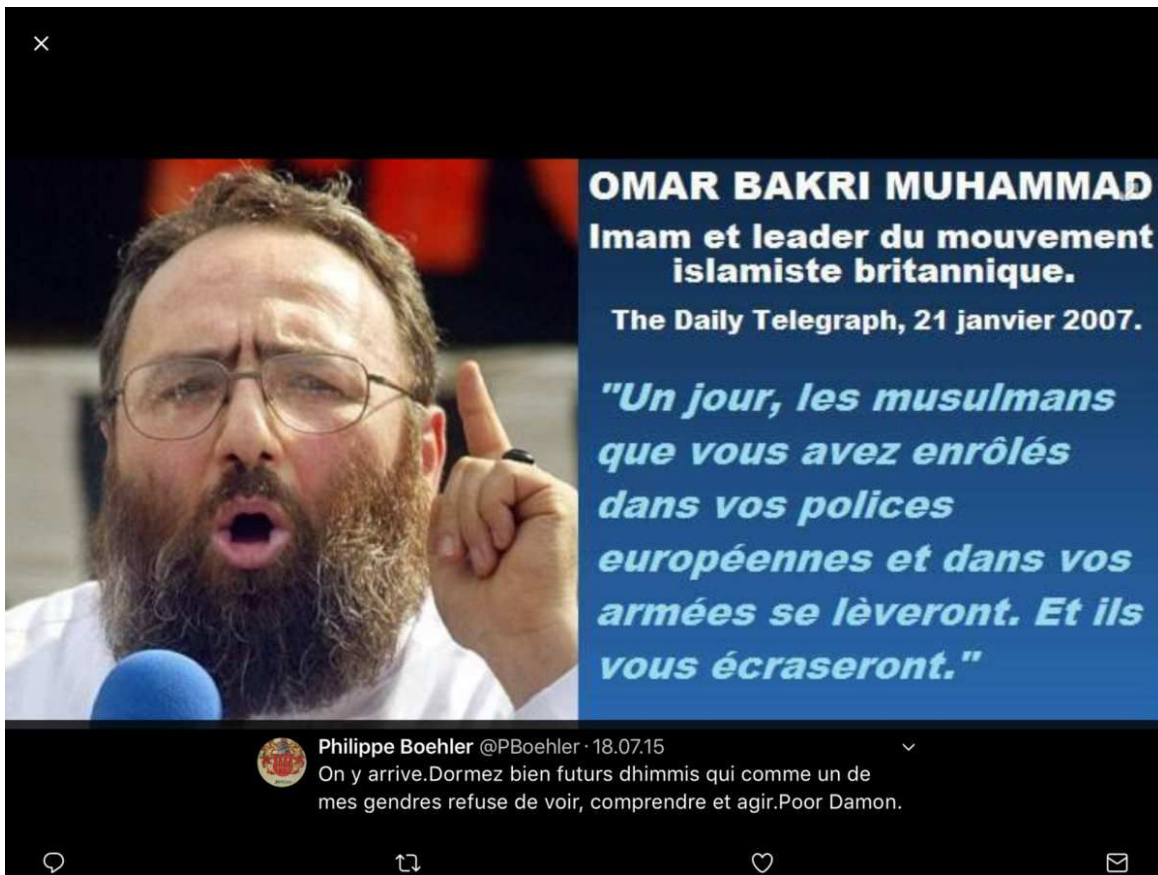 OMAR BAKRI MUHAMMAD
Imam et leader du mouvement
islamiste britannique.
The Daily Telegraph, 21 janvier 2007.
"Un jour, les musulmans
que vous avez enrôlés
dans vos polices
européennes et dans vos
armées se lèveront. Et ils
vous écraseront."
Philippe Boehler @PBoehler · 18.07.15
On y arrive.Dormez bien futurs dhimmis qui comme un de
mes gendres refuse de voir, comprendre et agir.Poor Damon.